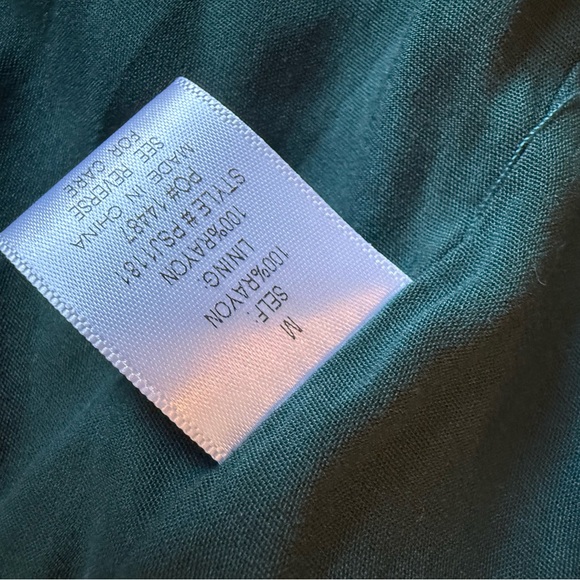 M
SELF:
100%RAYON
LINING
100%RAYON
STYLE# PSJ1181
PO# 14487
MADE IN CHINA
SEE REVERSE
FOR CARE